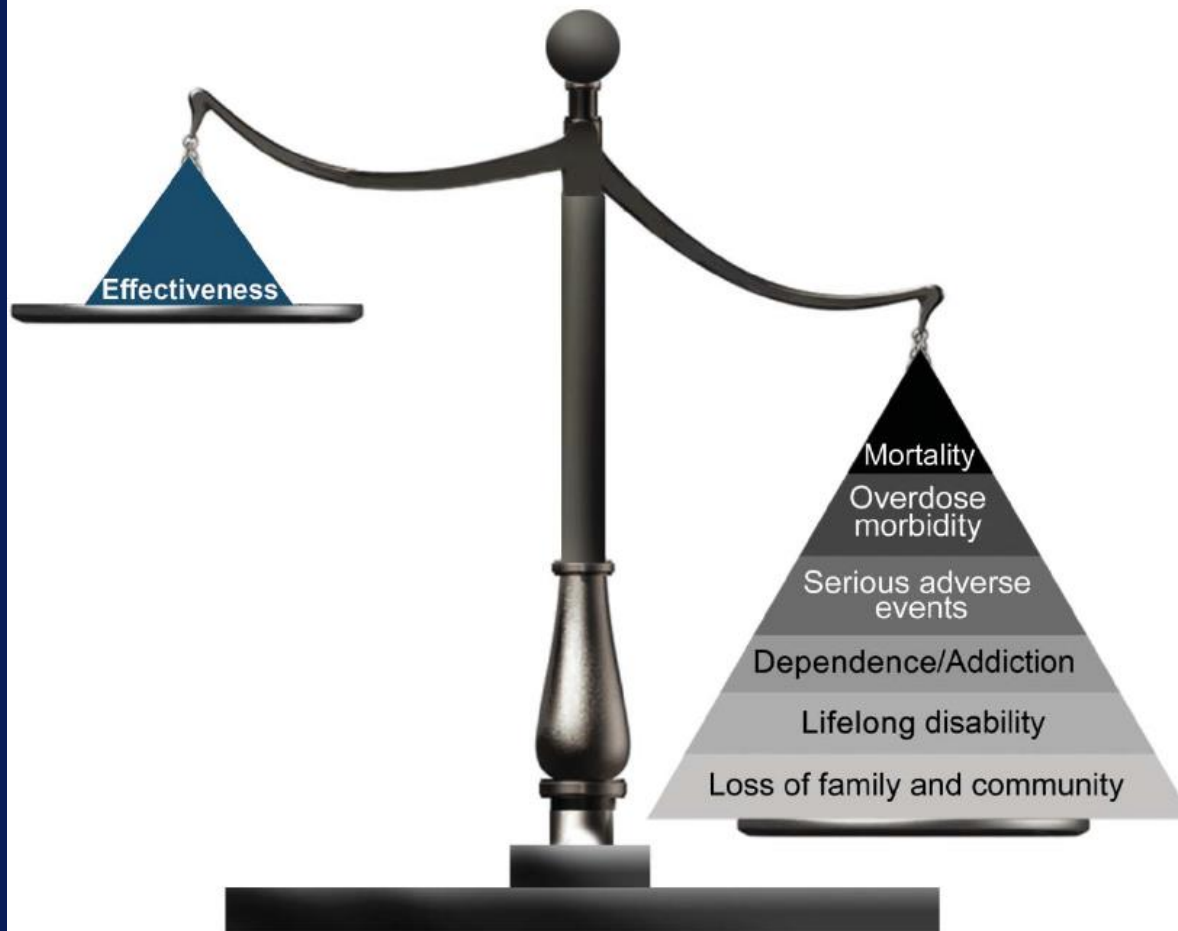 Effectiveness
Mortality
Overdose
morbidity
Serious adverse
events
Dependence/Addiction
Lifelong disability
Loss of family and community